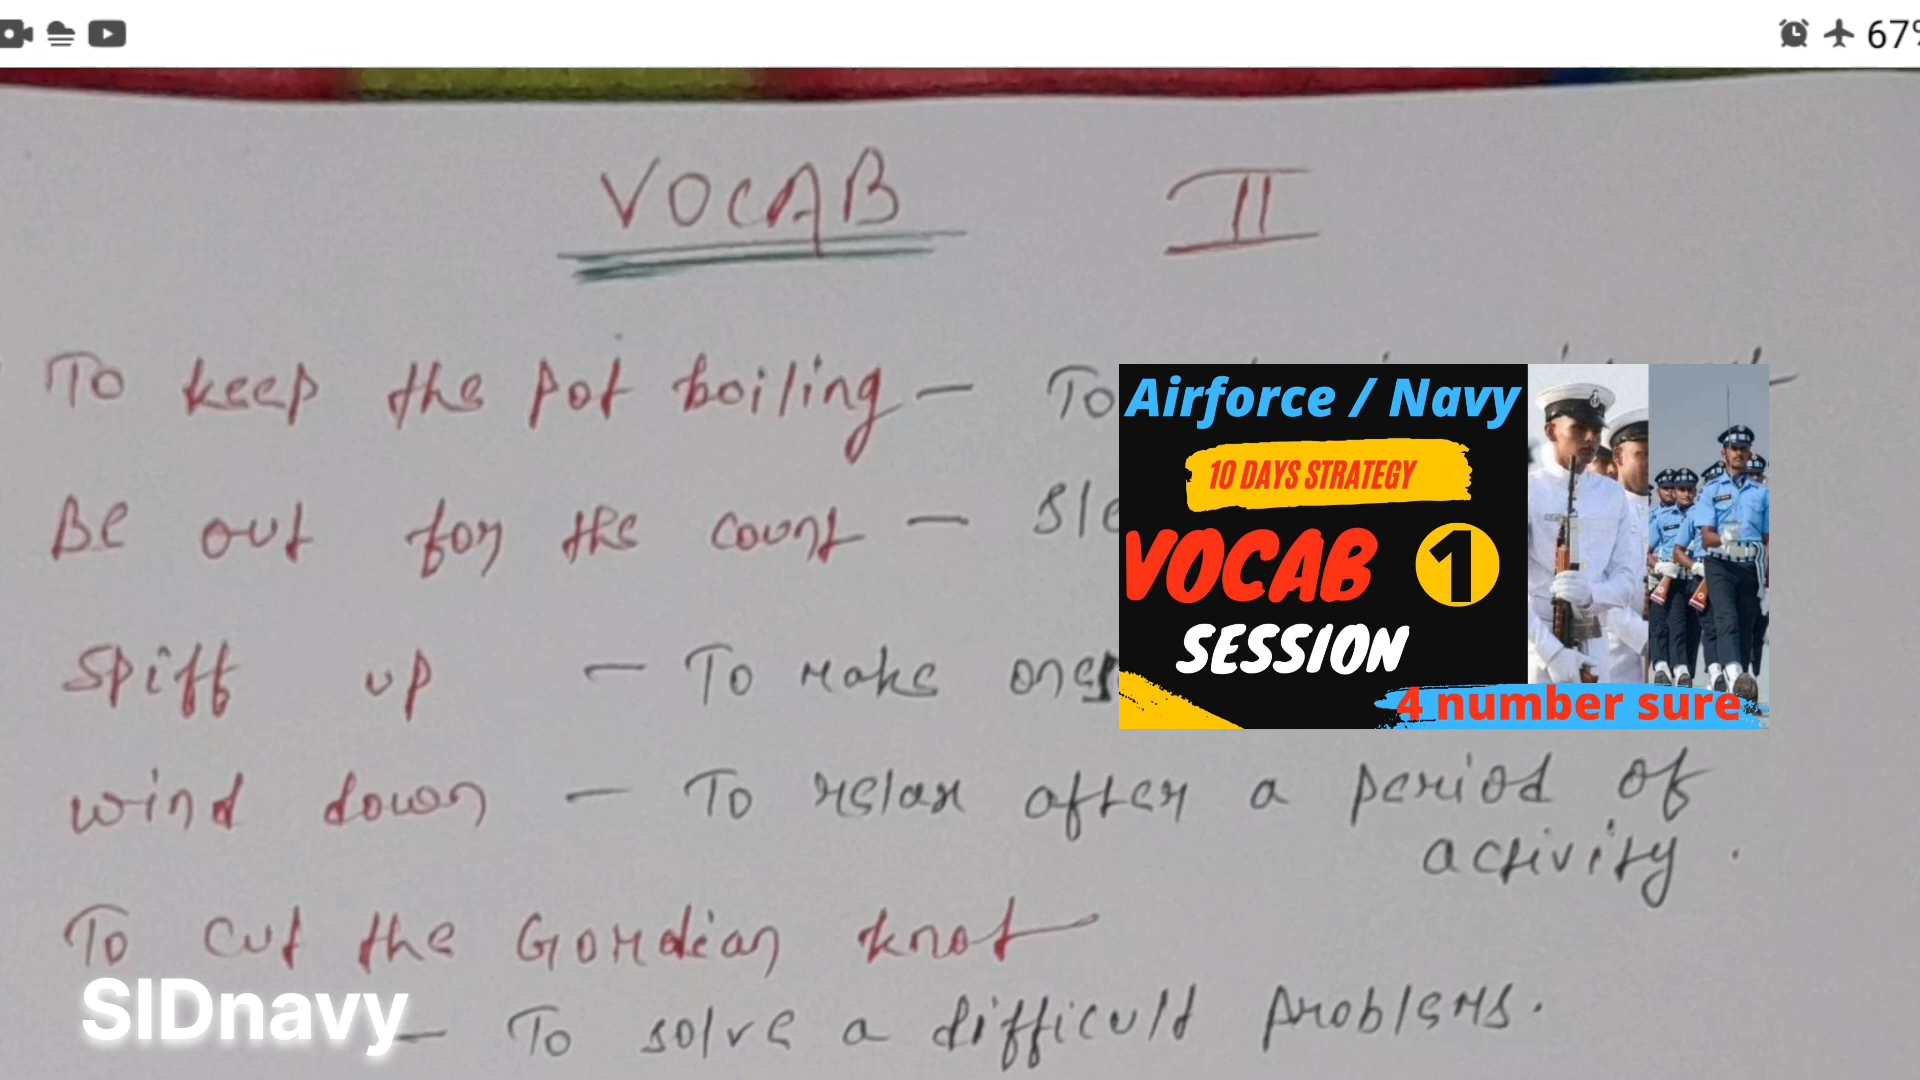 67%
VOCAB II
To keep the pot boiling — To
Be out for the count — Sle
Spiff up — To make ones
wind down — To relax after a period of
activity.
To cut the Gordian knot
— To solve a difficult problems.
Airforce / Navy
10 DAYS STRATEGY
VOCAB 1
SESSION
4 number sure
SIDnavy